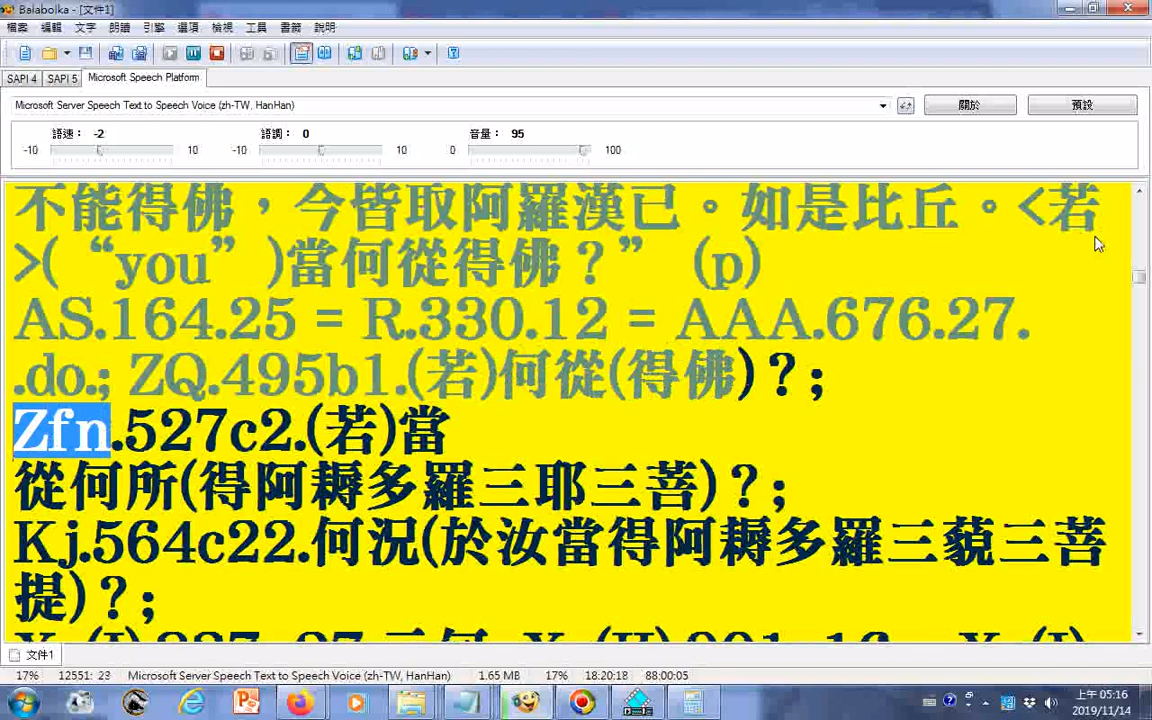 Balabolka - [文件1]
檔案 編輯 文字 朗讀 引擎 選項 檢視 工具 書籤 說明
SAPI 4 SAPI 5 Microsoft Speech Platform
Microsoft Server Speech Text to Speech Voice (zh-TW, HanHan) 關於 預設
語速： -2 語調： 0 音量： 95
-10 10 -10 10 0 100
不能得佛，今皆取阿羅漢已。如是比丘。<若
>(“you”)當何從得佛？” (p)
AS.164.25 = R.330.12 = AAA.676.27.
.do.; ZQ.495b1.(若)何從(得佛)？;
Zfn.527c2.(若)當
從何所(得阿耨多羅三耶三菩)？;
Kj.564c22.何況(於汝當得阿耨多羅三藐三菩
提)？;
文件1
17% 12551: 23 Microsoft Server Speech Text to Speech Voice (zh-TW, HanHan) 1.65 MB 17% 18:20:18 88:00:05
上午 05:16
2019/11/14